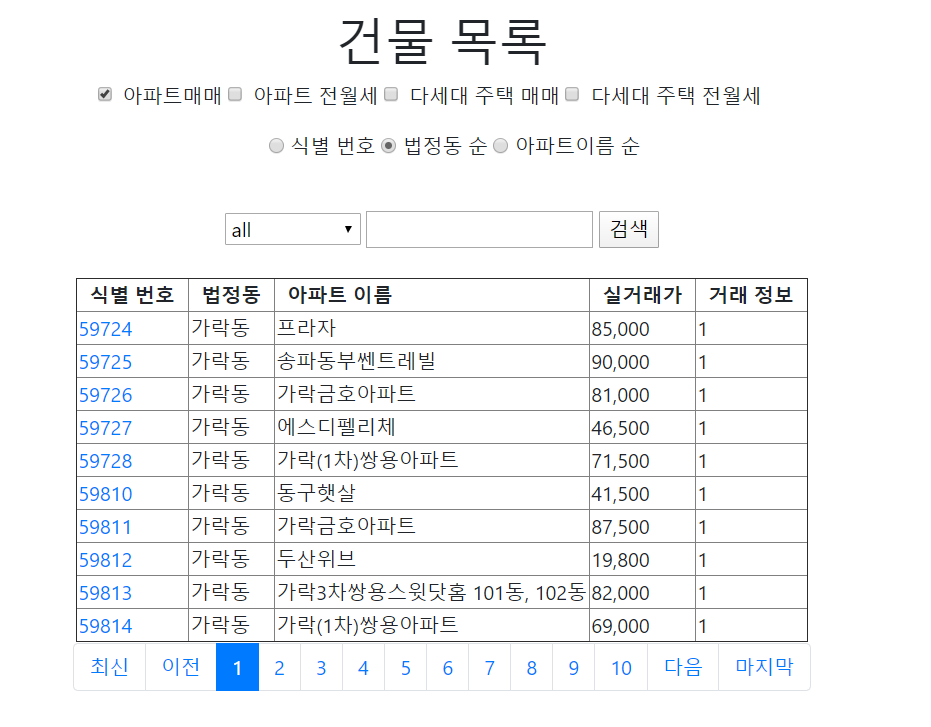 건물 목록
아파트매매 아파트 전월세 다세대 주택 매매 다세대 주택 전월세
식별 번호 법정동 순 아파트이름 순
all 검색
식별 번호 법정동 아파트 이름 실거래가 거래 정보
59724 가락동 프라자 85,000 1
59725 가락동 송파동부쎈트레빌 90,000 1
59726 가락동 가락금호아파트 81,000 1
59727 가락동 에스디펠리체 46,500 1
59728 가락동 가락(1차)쌍용아파트 71,500 1
59810 가락동 동구햇살 41,500 1
59811 가락동 가락금호아파트 87,500 1
59812 가락동 두산위브 19,800 1
59813 가락동 가락3차쌍용스윗닷홈 101동, 102동 82,000 1
59814 가락동 가락(1차)쌍용아파트 69,000 1
최신 이전 1 2 3 4 5 6 7 8 9 10 다음 마지막